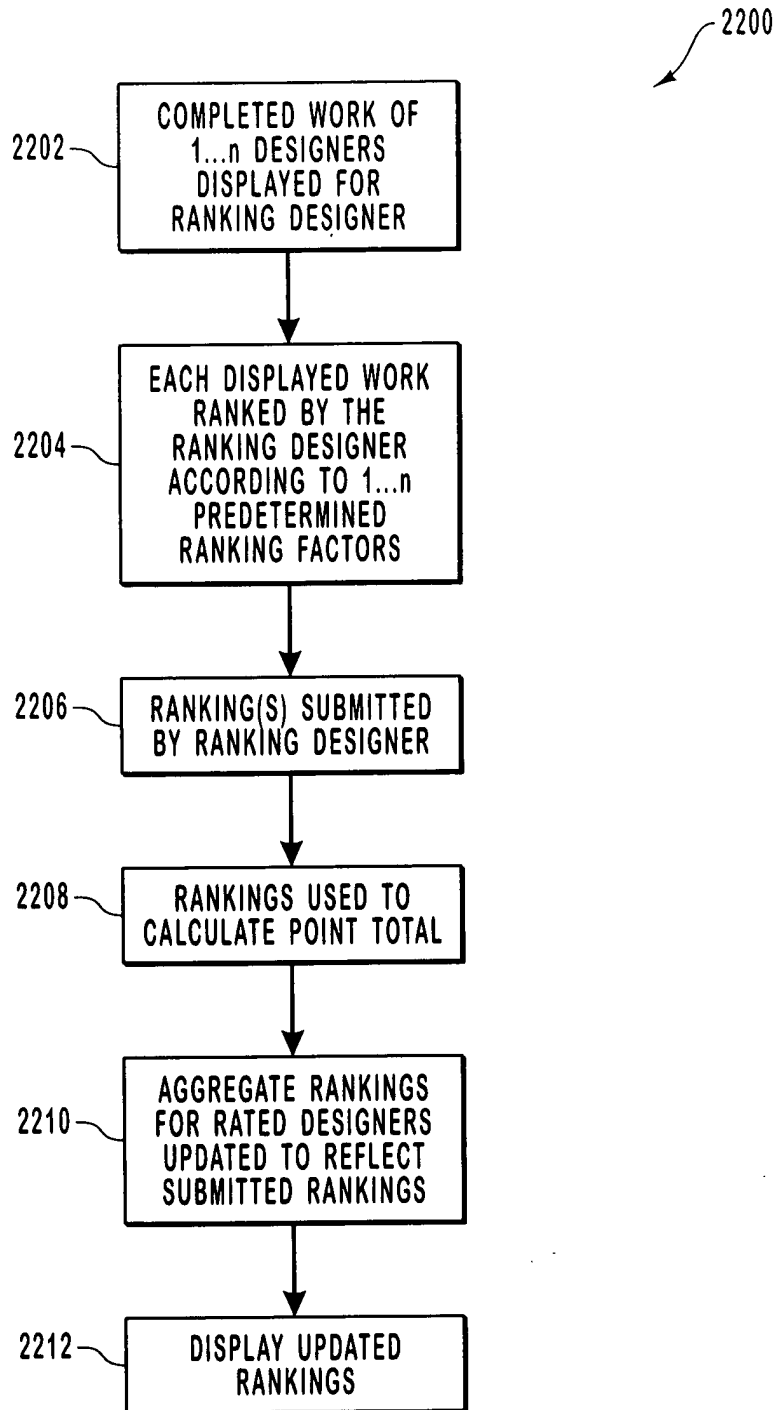 2200
2202
COMPLETED WORK OF
1...n DESIGNERS
DISPLAYED FOR
RANKING DESIGNER
2204
EACH DISPLAYED WORK
RANKED BY THE
RANKING DESIGNER
ACCORDING TO 1...n
PREDETERMINED
RANKING FACTORS
2206
RANKING(S) SUBMITTED
BY RANKING DESIGNER
2208
RANKINGS USED TO
CALCULATE POINT TOTAL
2210
AGGREGATE RANKINGS
FOR RATED DESIGNERS
UPDATED TO REFLECT
SUBMITTED RANKINGS
2212
DISPLAY UPDATED
RANKINGS